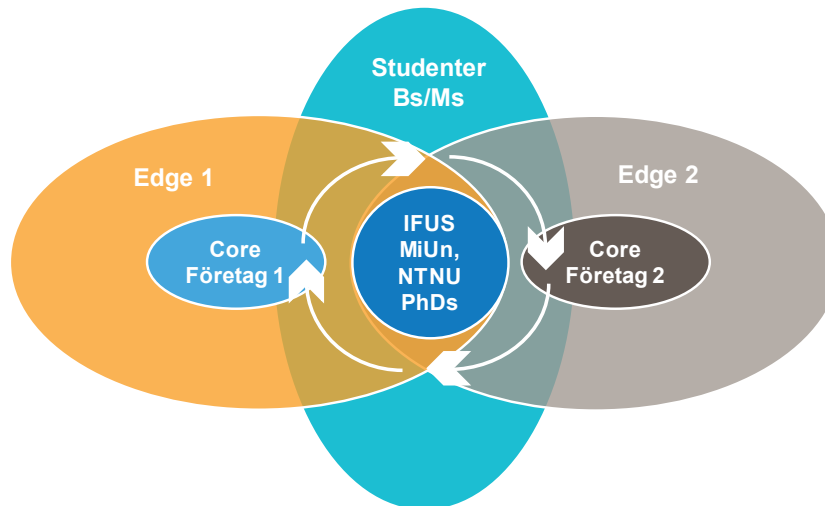 Studenter
Bs/Ms
Edge 1
Edge 2
Core
Företag 1
IFUS
MiUn,
NTNU
PhDs
Core
Företag 2